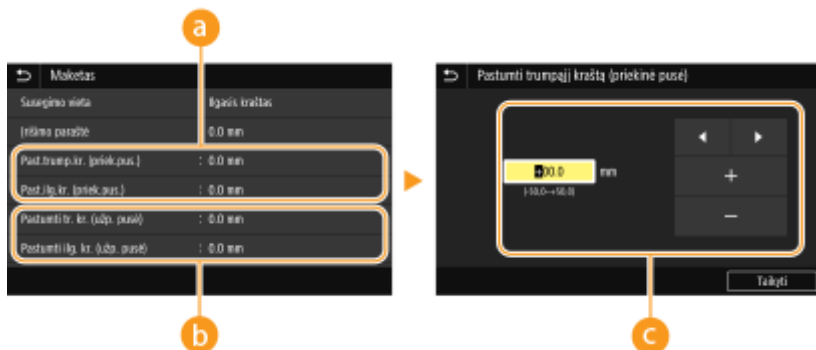 a
Maketas
Susegimo vieta : Ilgasis kraštas
Įrišimo paraštė : 0.0 mm
Past.trump.kr. (priek.pus.) : 0.0 mm
Past.ilg.kr. (priek.pus.) : 0.0 mm
Pastumti tr. kr. (užp. pusė) : 0.0 mm
Pastumti ilg. kr. (užp. pusė) : 0.0 mm
b
Pastumti trumpąjį kraštą (priekinė pusė)
+00.0 mm
(-50.0~+50.0)
+
−
Taikyti
c